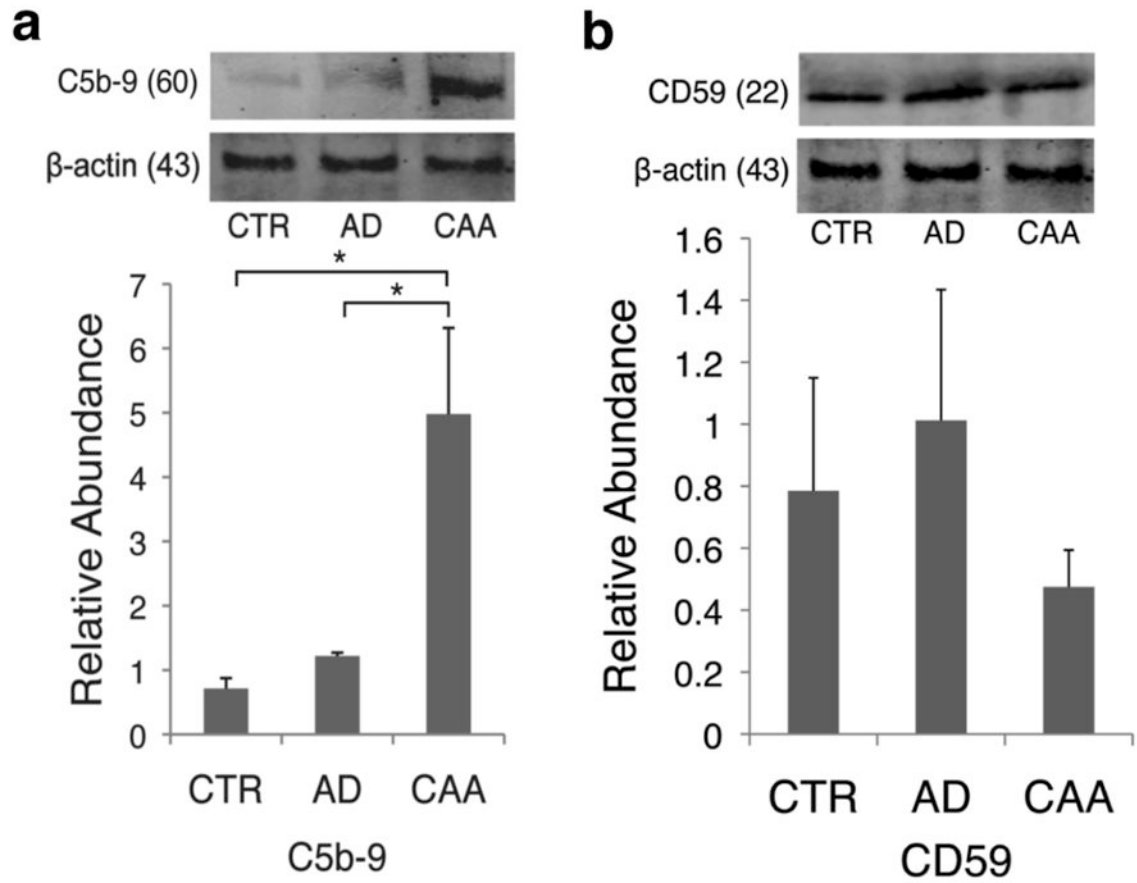 a
C5b-9 (60)
β-actin (43)
CTR AD CAA
*
*
7
6
5
4
3
2
1
0
Relative Abundance
CTR AD CAA
C5b-9
b
CD59 (22)
β-actin (43)
CTR AD CAA
1.6
1.4
1.2
1
0.8
0.6
0.4
0.2
0
Relative Abundance
CTR AD CAA
CD59